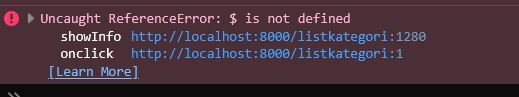 Uncaught ReferenceError: $ is not defined
showInfo http://localhost:8000/listkategori:1280
onclick http://localhost:8000/listkategori:1
[Learn More]